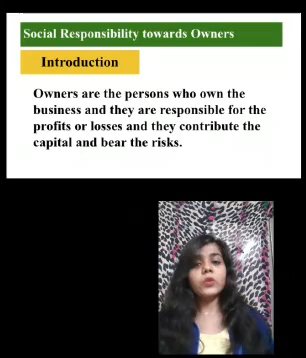 Social Responsibility towards Owners
Introduction
Owners are the persons who own the
business and they are responsible for the
profits or losses and they contribute the
capital and bear the risks.